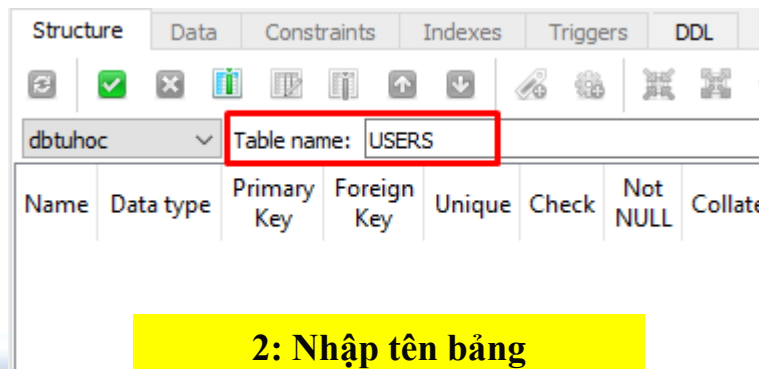 Structure Data Constraints Indexes Triggers DDL
dbtuhoc Table name: USERS
Name Data type Primary Key Foreign Key Unique Check Not NULL Collate
2: Nhập tên bảng